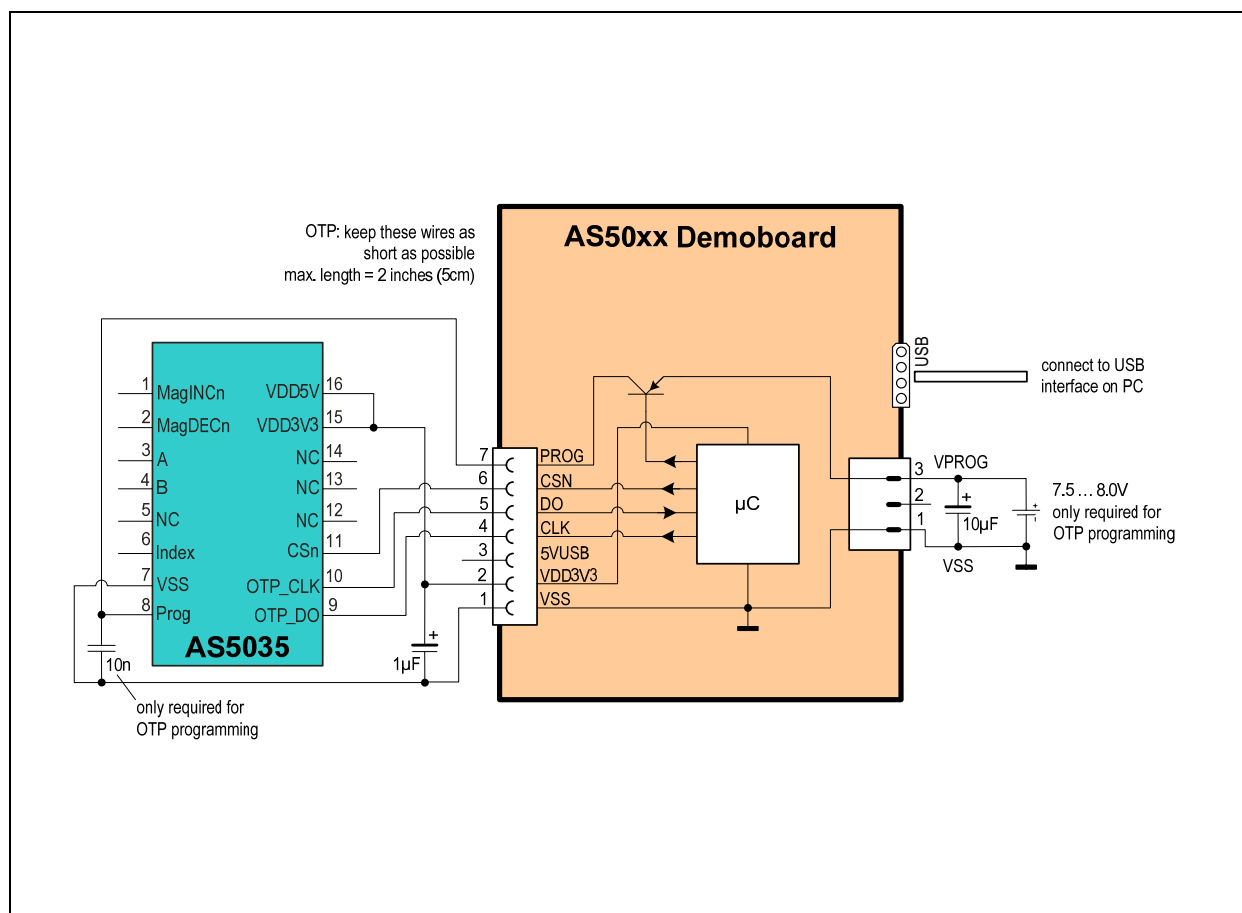 OTP: keep these wires as
short as possible
max. length = 2 inches (5cm)
AS50xx Demoboard
USB
connect to USB
interface on PC
1 MagINCn
VDD5V 16
2 MagDECn
VDD3V3 15
3 A
NC 14
4 B
NC 13
5 NC
NC 12
6 Index
CSn 11
7 VSS
OTP_CLK 10
8 Prog
OTP_DO 9
AS5035
10n
only required for
OTP programming
1µF
+
7 PROG
6 CSN
5 DO
4 CLK
3 5VUSB
2 VDD3V3
1 VSS
µC
3 VPROG
2
1
VSS
+
10µF
+
-
7.5 ... 8.0V
only required for
OTP programming